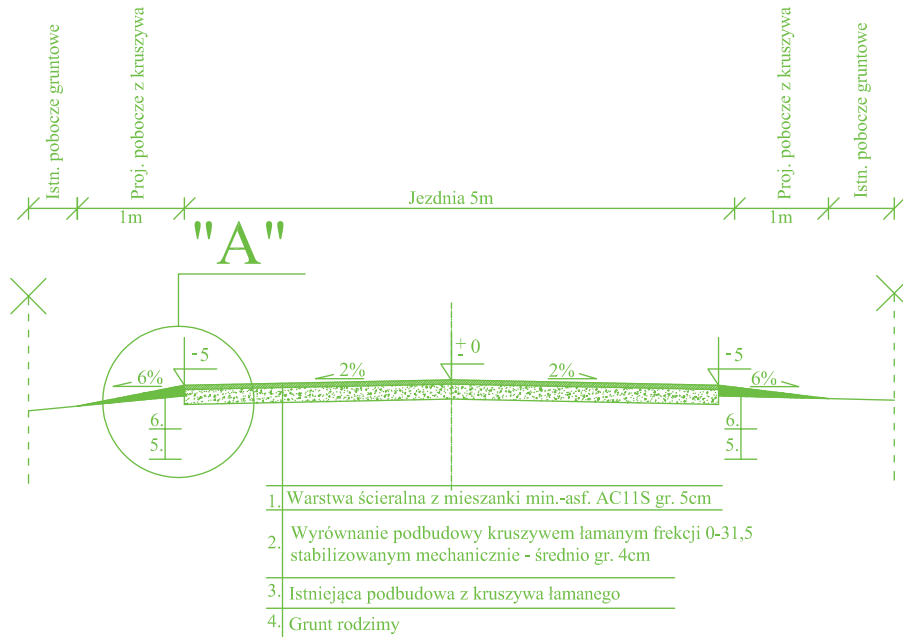 Istn. pobocze gruntowe
Proj. pobocze z kruszywa
Proj. pobocze z kruszywa
Istn. pobocze gruntowe
1m
Jezdnia 5m
1m
"A"
-5
± 0
-5
6%
2%
2%
6%
6.
5.
6.
5.
1. Warstwa ścieralna z mieszanki min.-asf. AC11S gr. 5cm
2. Wyrównanie podbudowy kruszywem łamanym frekcji 0-31,5
stabilizowanym mechanicznie - średnio gr. 4cm
3. Istniejąca podbudowa z kruszywa łamanego
4. Grunt rodzimy